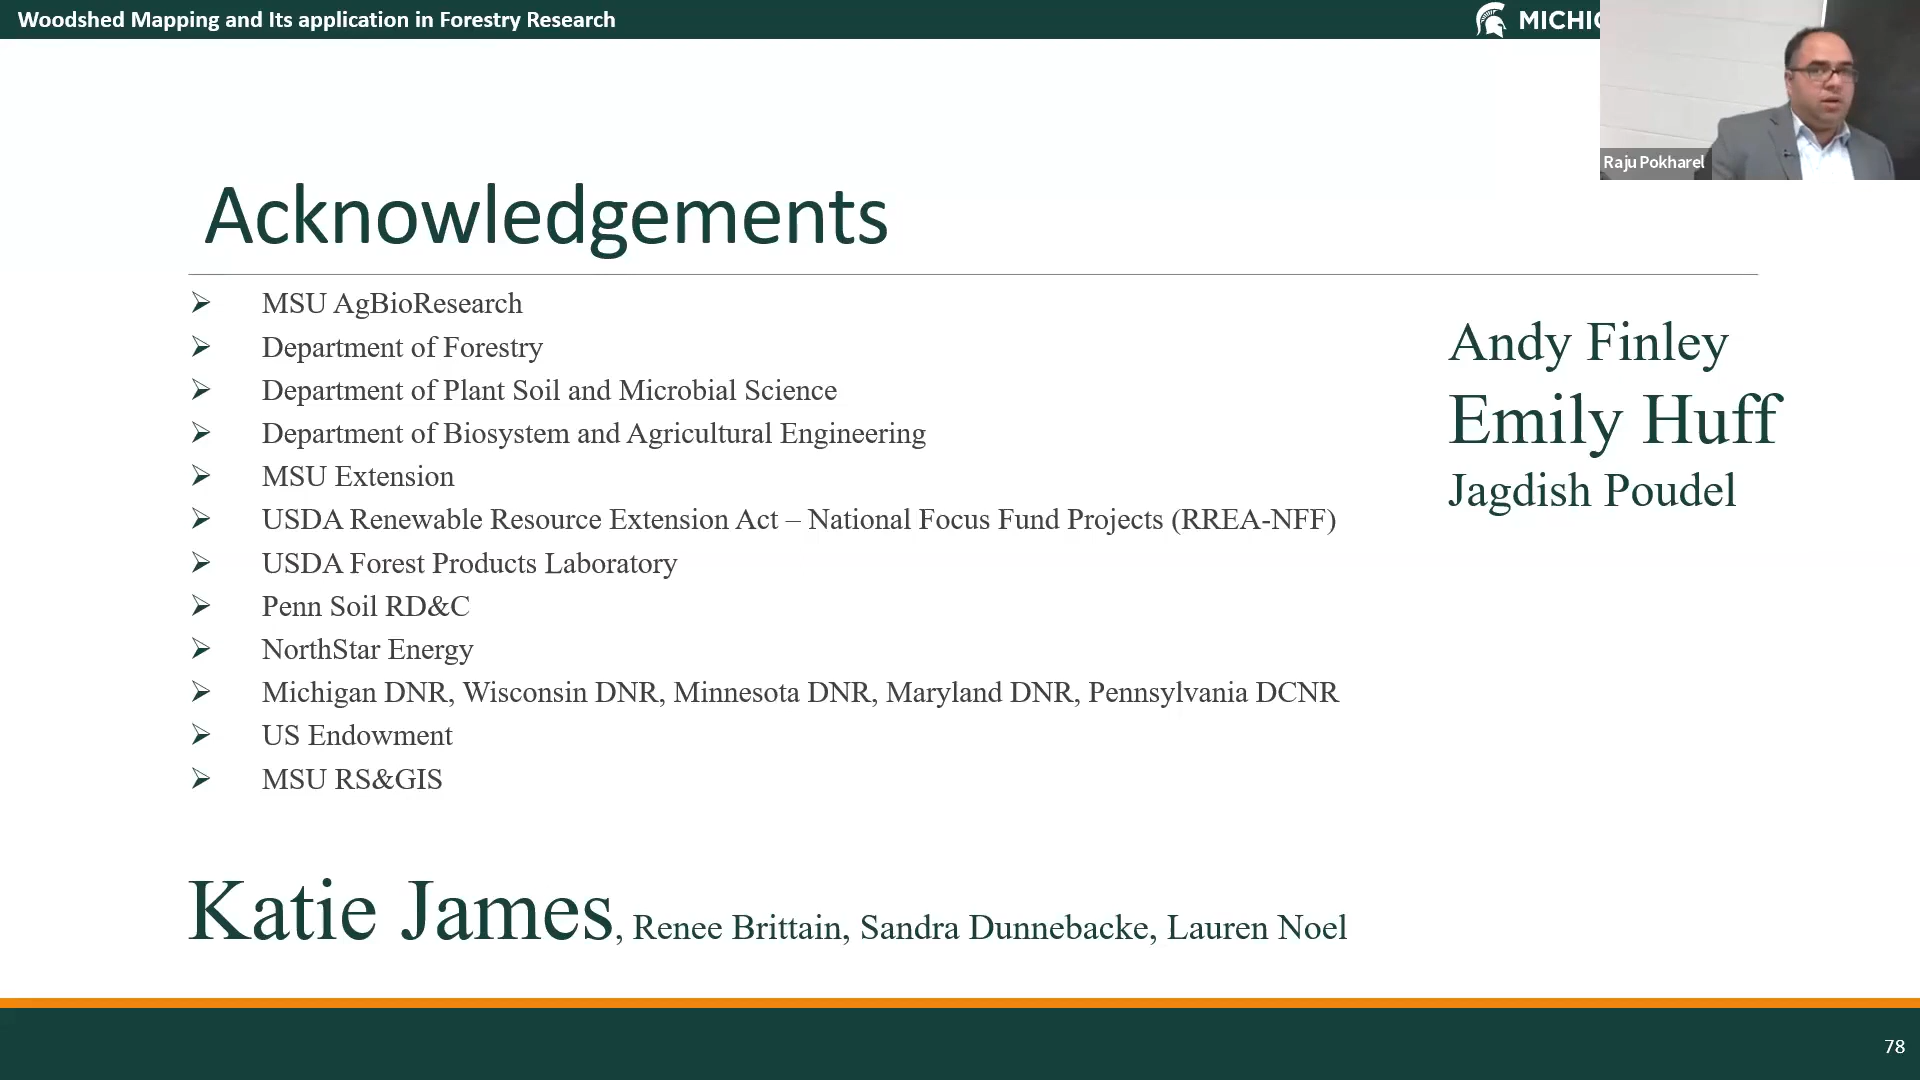 Woodshed Mapping and Its application in Forestry Research
Raju Pokharel
Acknowledgements
MSU AgBioResearch
Department of Forestry
Department of Plant Soil and Microbial Science
Department of Biosystem and Agricultural Engineering
MSU Extension
USDA Renewable Resource Extension Act – National Focus Fund Projects (RREA-NFF)
USDA Forest Products Laboratory
Penn Soil RD&C
NorthStar Energy
Michigan DNR, Wisconsin DNR, Minnesota DNR, Maryland DNR, Pennsylvania DCNR
US Endowment
MSU RS&GIS
Andy Finley
Emily Huff
Jagdish Poudel
Katie James, Renee Brittain, Sandra Dunnebacke, Lauren Noel
78